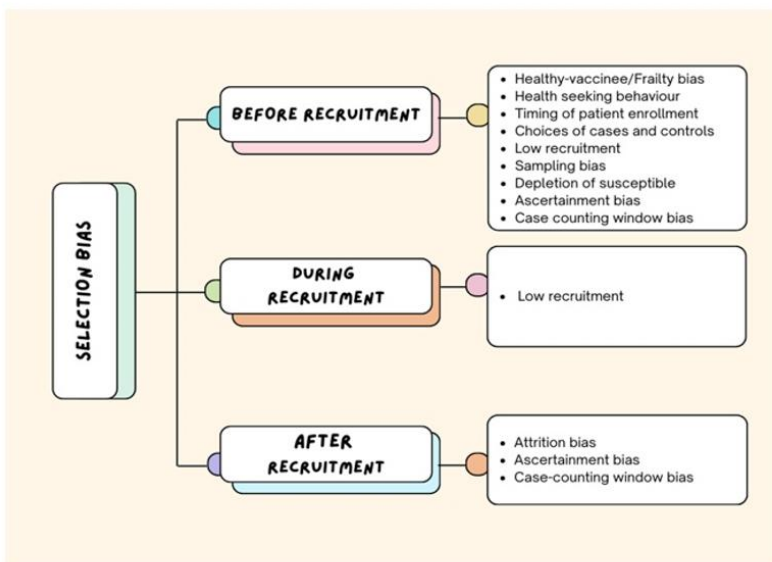 SELECTION BIAS
BEFORE RECRUITMENT
• Healthy-vaccinee/Frailty bias
• Health seeking behaviour
• Timing of patient enrollment
• Choices of cases and controls
• Low recruitment
• Sampling bias
• Depletion of susceptible
• Ascertainment bias
• Case counting window bias
DURING
RECRUITMENT
• Low recruitment
AFTER
RECRUITMENT
• Attrition bias
• Ascertainment bias
• Case-counting window bias